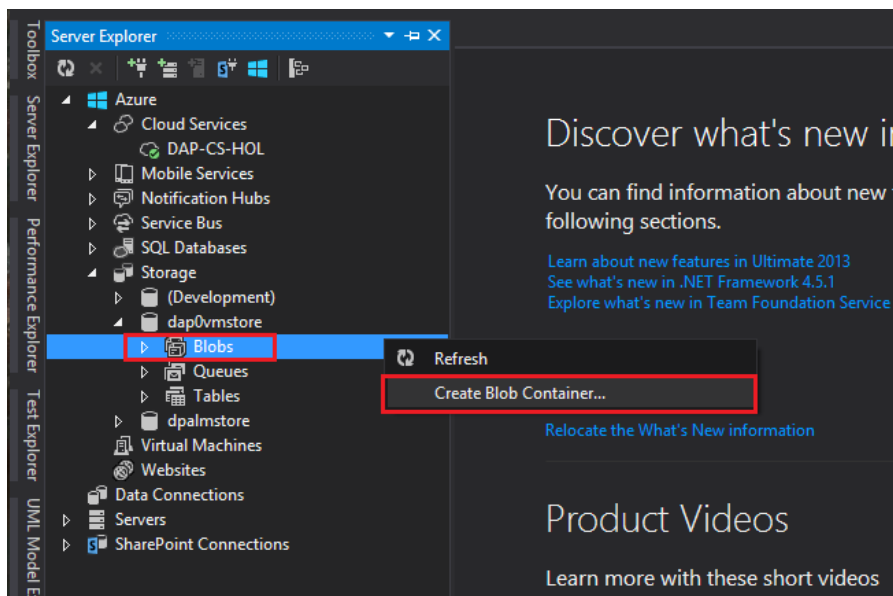 Toolbox
Server Explorer
Performance Explorer
Test Explorer
UML Model E
Server Explorer
Azure
Cloud Services
DAP-CS-HOL
Mobile Services
Notification Hubs
Service Bus
SQL Databases
Storage
(Development)
dap0vmstore
Blobs
Queues
Tables
dpalmstore
Virtual Machines
Websites
Data Connections
Servers
SharePoint Connections
Refresh
Create Blob Container...
Discover what's new i
You can find information about new
following sections.
Learn about new features in Ultimate 2013
See what's new in .NET Framework 4.5.1
Explore what's new in Team Foundation Service
Relocate the What's New information
Product Videos
Learn more with these short videos